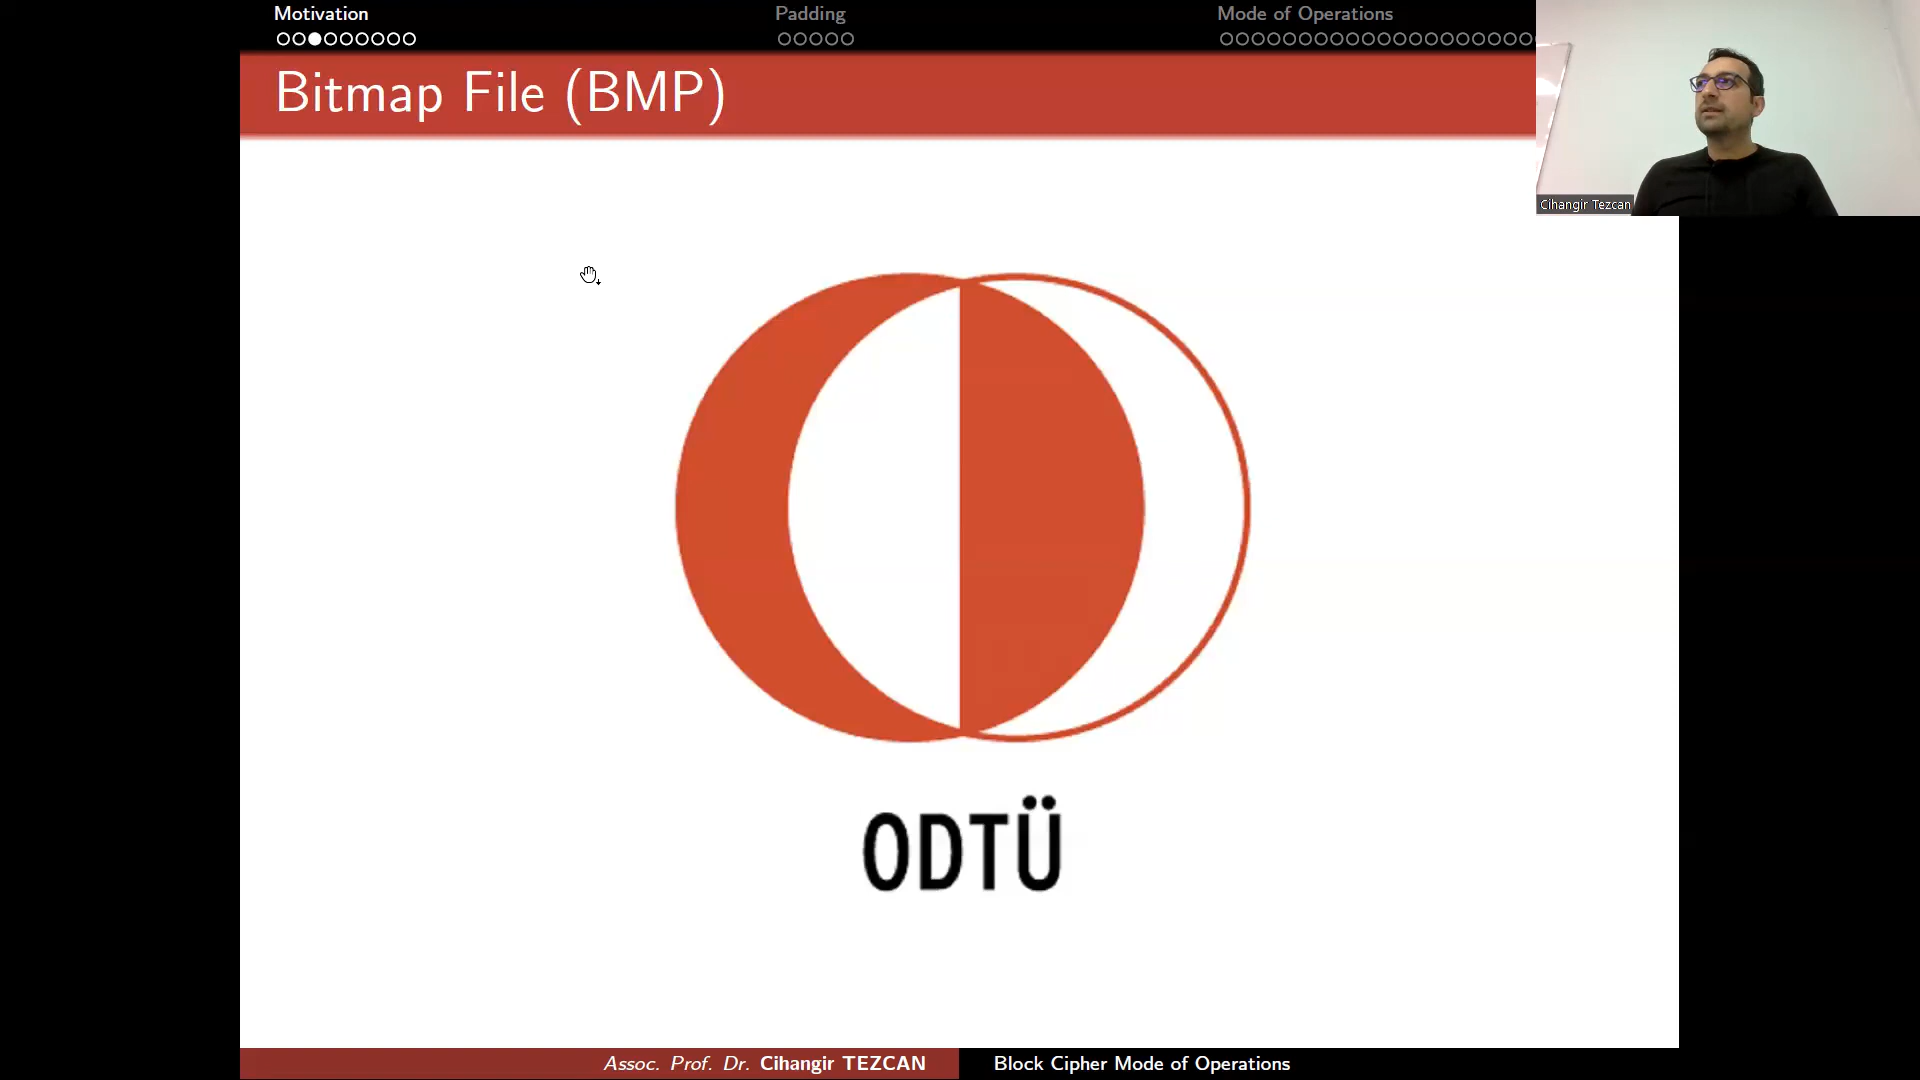 Motivation
Padding
Mode of Operations
Bitmap File (BMP)
Cihangir Tezcan
ODTÜ
Assoc. Prof. Dr. Cihangir TEZCAN
Block Cipher Mode of Operations